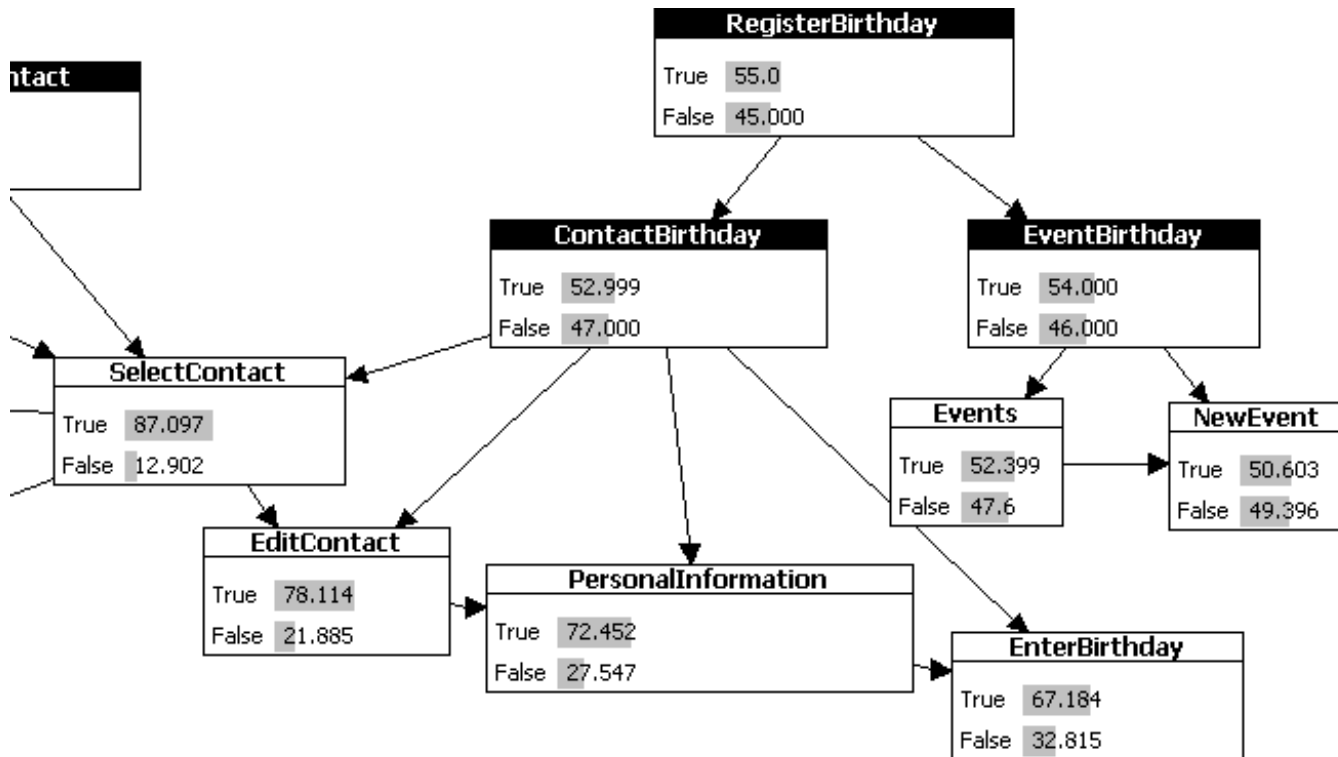 RegisterBirthday
True 55.0
False 45.000
ntact
ContactBirthday
True 52.999
False 47.000
EventBirthday
True 54.000
False 46.000
SelectContact
True 87.097
False 12.902
Events
True 52.399
False 47.6
NewEvent
True 50.603
False 49.396
EditContact
True 78.114
False 21.885
PersonalInformation
True 72.452
False 27.547
EnterBirthday
True 67.184
False 32.815